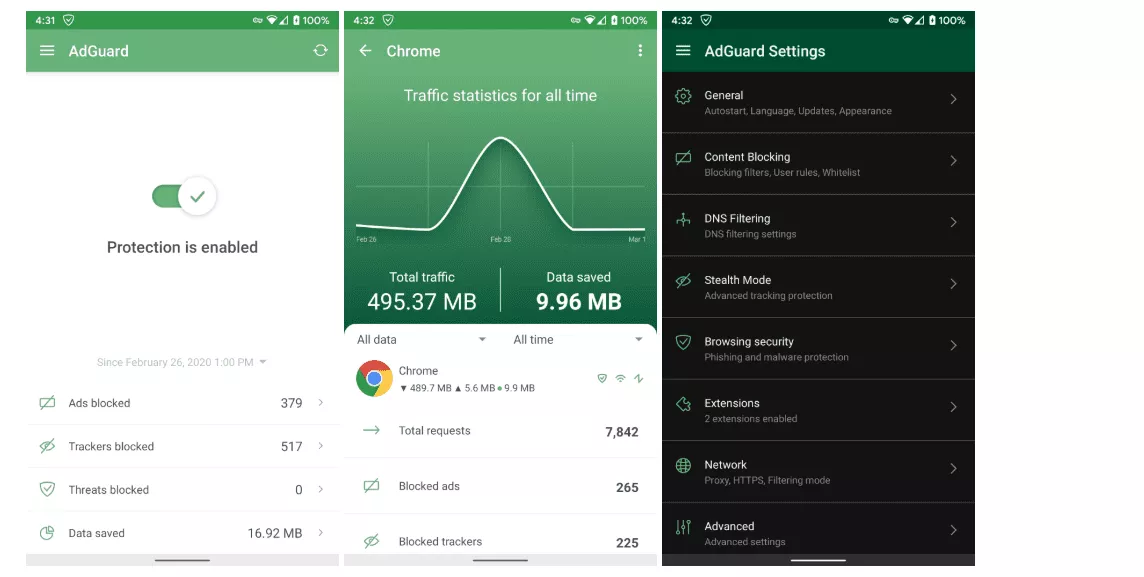 4:31 100%
AdGuard
Protection is enabled
Since February 26, 2020 1:00 PM
Ads blocked 379
Trackers blocked 517
Threats blocked 0
Data saved 16.92 MB
4:32 100%
Chrome
Traffic statistics for all time
Feb 26 Feb 20 Mar 1
Total traffic Data saved
495.37 MB 9.96 MB
All data All time
Chrome
▼ 489.7 MB ▲ 5.6 MB ● 9.9 MB
Total requests 7,842
Blocked ads 265
Blocked trackers 225
4:32 100%
AdGuard Settings
General
Autostart, Language, Updates, Appearance
Content Blocking
Blocking filters, User rules, Whitelist
DNS Filtering
DNS filtering settings
Stealth Mode
Advanced tracking protection
Browsing security
Phishing and malware protection
Extensions
2 extensions enabled
Network
Proxy, HTTPS, Filtering mode
Advanced
Advanced settings